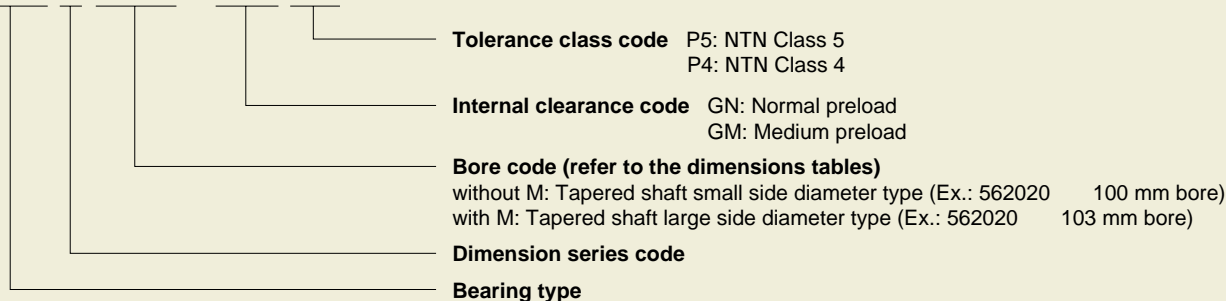 Tolerance class code P5: NTN Class 5
P4: NTN Class 4
Internal clearance code GN: Normal preload
GM: Medium preload
Bore code (refer to the dimensions tables)
without M: Tapered shaft small side diameter type (Ex.: 562020 100 mm bore)
with M: Tapered shaft large side diameter type (Ex.: 562020 103 mm bore)
Dimension series code
Bearing type